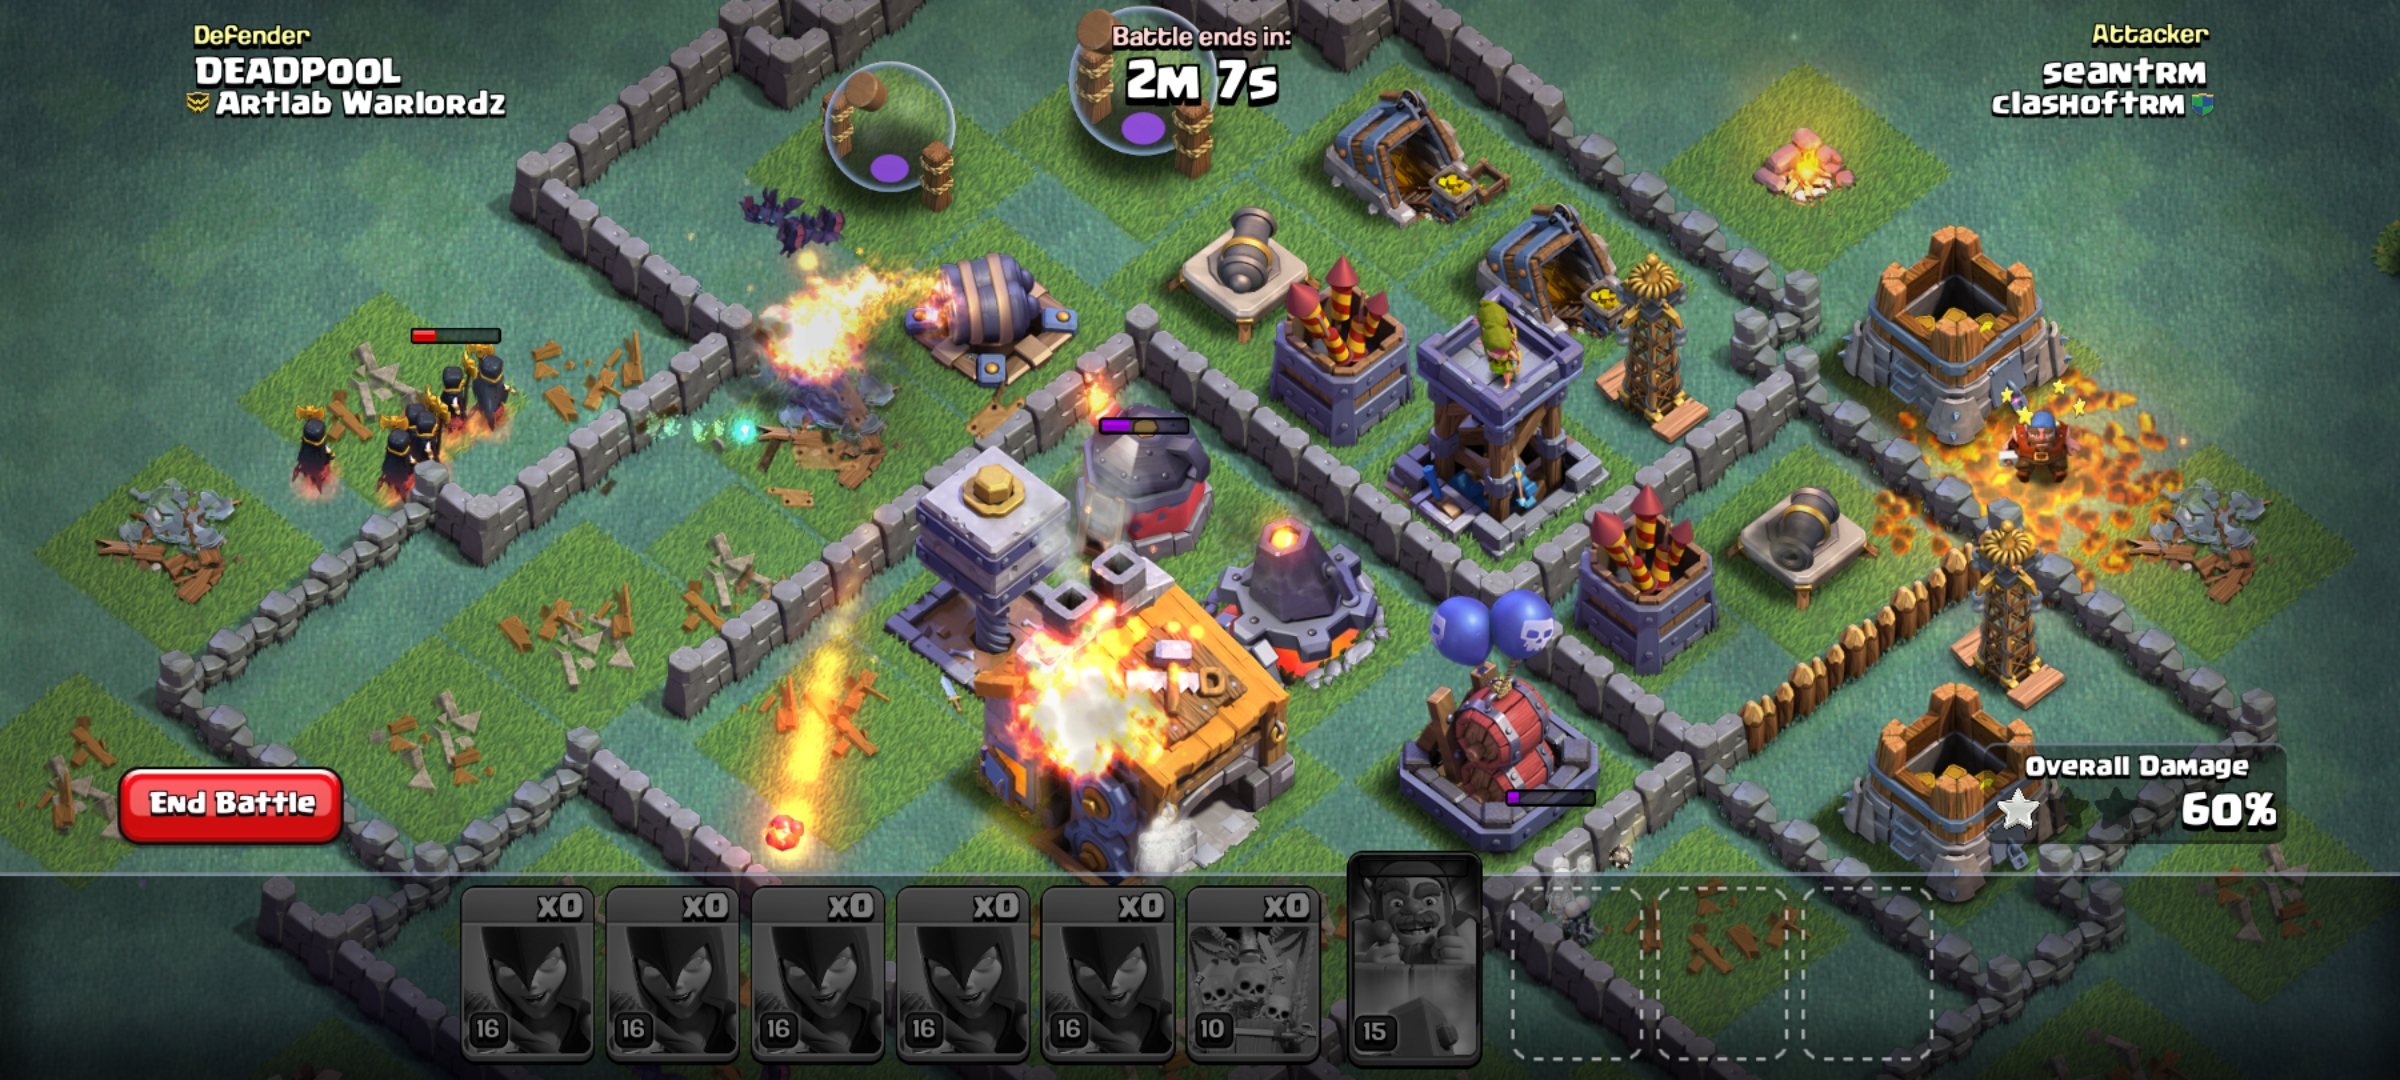 Defender
DEADPOOL
Artlab Warlordz
Battle ends in:
2M 7s
Attacker
seantRM
clashoftRM
End Battle
Overall Damage
60%
x0
x0
x0
x0
x0
x0
16
16
16
16
16
10
15